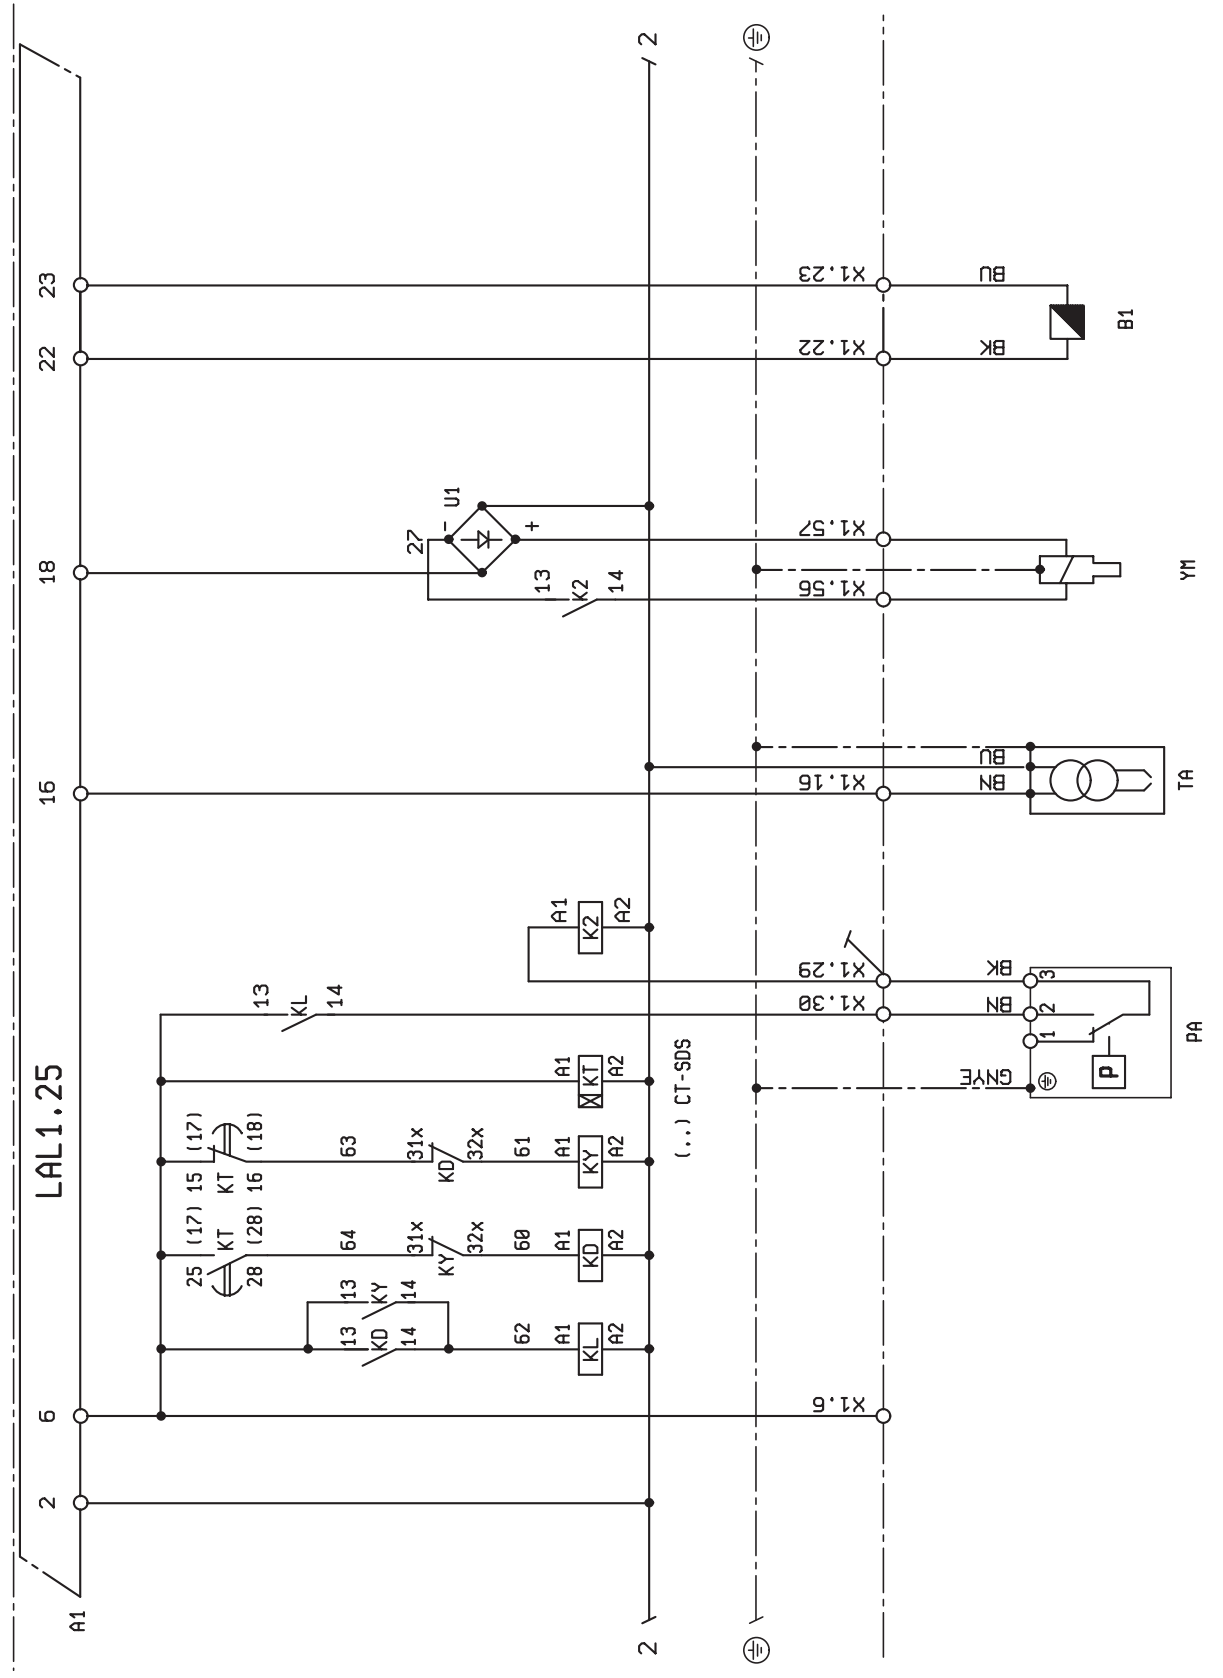 A1
LAL1.25
2
6
16
18
22
23
25
(17)
KT
28
(28)
15
(17)
KT
16
(18)
13
KL
14
13
KD
14
13
KY
14
64
63
31x
KY
32x
31x
KD
32x
62
60
61
A1
KL
A2
A1
KD
A2
A1
KY
A2
A1
KT
A2
A1
K2
A2
27
-
U1
+
13
K2
14
2
2
(..) CT-SDS
X1.6
X1.30
X1.29
X1.16
X1.56
X1.57
X1.22
X1.23
GNYE
BN
BK
BN
BU
BK
BU
1
2
3
P
PA
TA
YM
B1